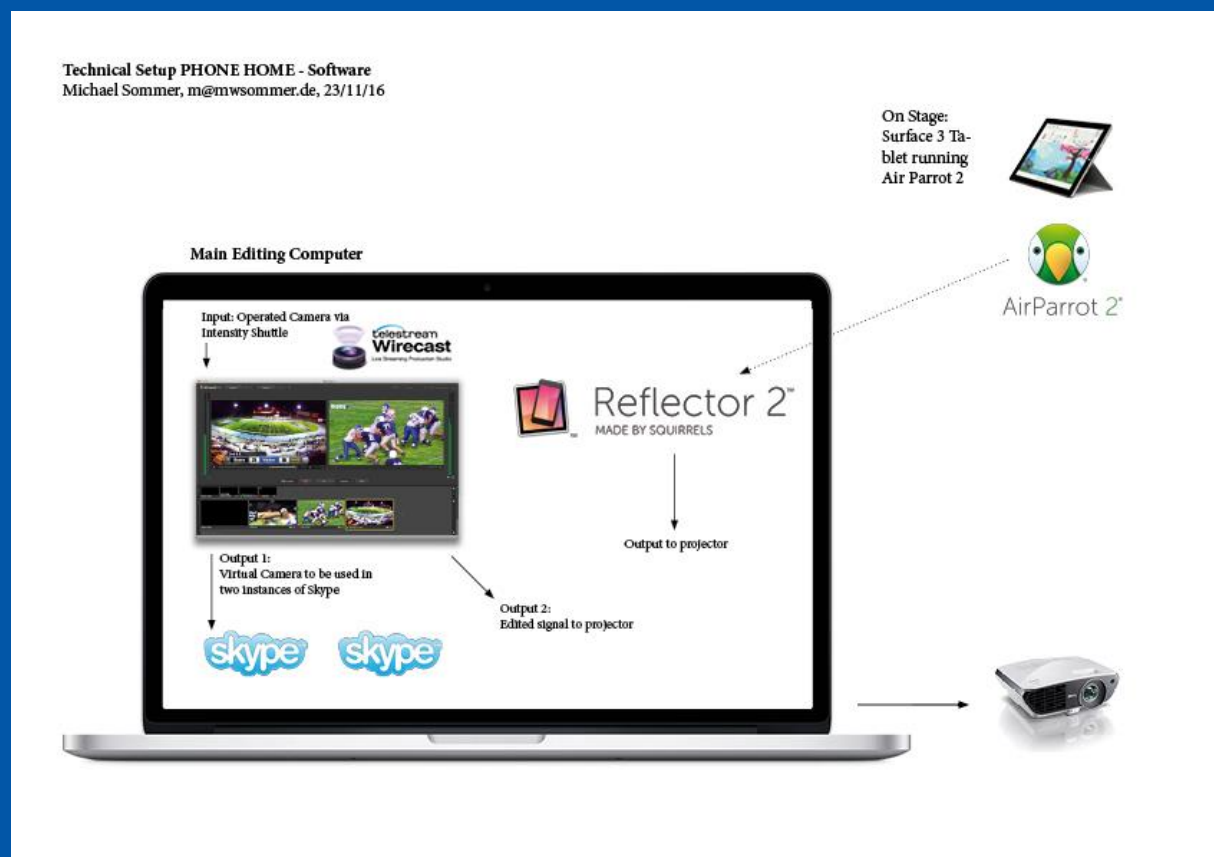 Technical Setup PHONE HOME - Software
Michael Sommer, m@mwsommer.de, 23/11/16
On Stage:
Surface 3 Ta-
blet running
Air Parrot 2
AirParrot 2
Main Editing Computer
Input: Operated Camera via
Intensity Shuttle
telestream
Wirecast
Live Streaming Production Studio
Reflector 2™
MADE BY SQUIRRELS
Output to projector
Output 1:
Virtual Camera to be used in
two instances of Skype
Output 2:
Edited signal to projector
skype
skype